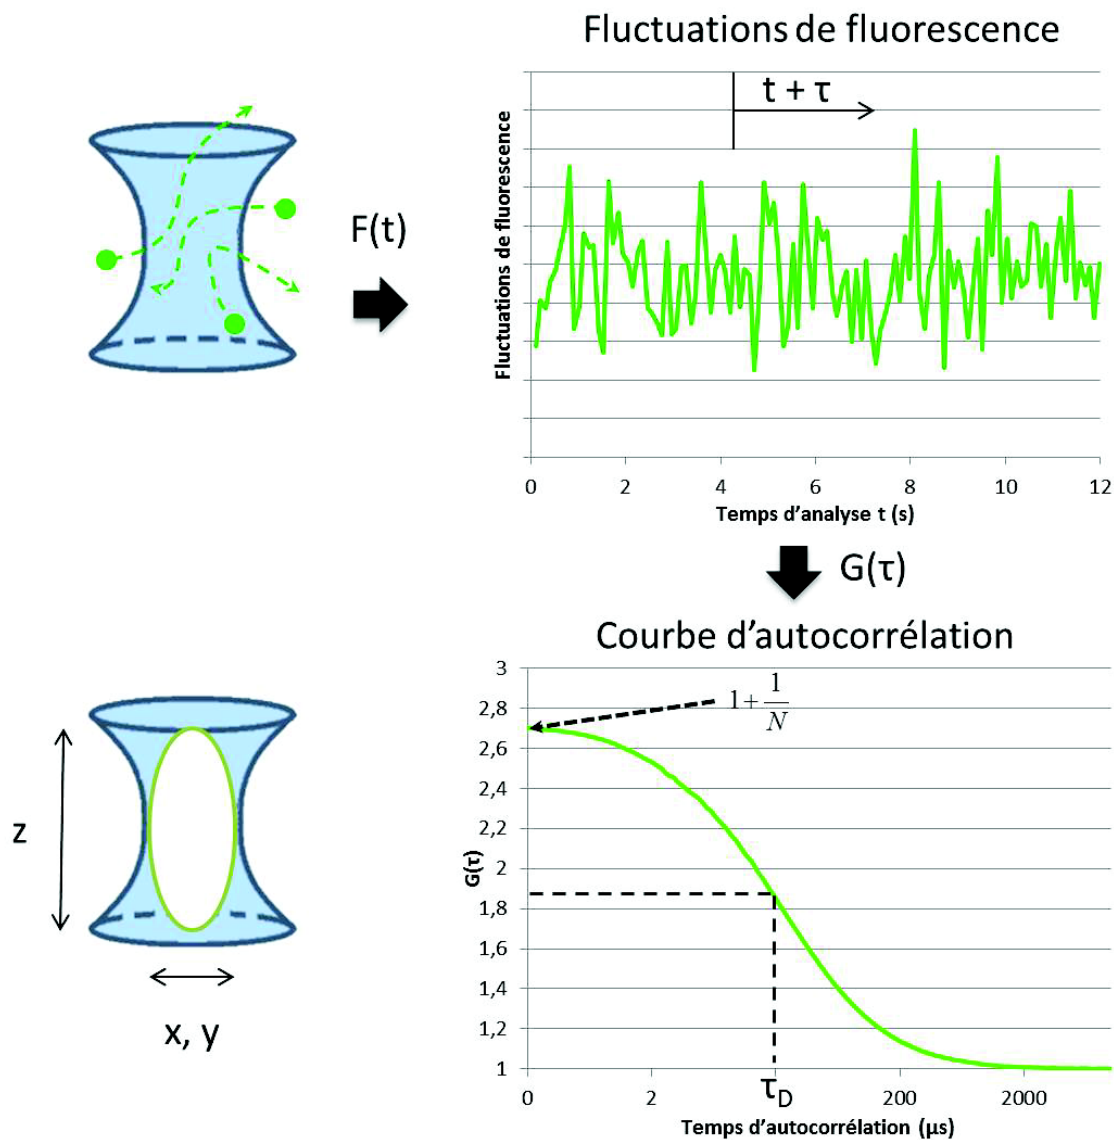 Fluctuations de fluorescence
t + τ
F(t)
Fluctuations de fluorescence
0 2 4 6 8 10 12
Temps d'analyse t (s)
G(τ)
Courbe d'autocorrélation
3
2,8
2,6
2,4
2,2
2
1,8
1,6
1,4
1,2
1
1+1/N
G(τ)
z
x, y
0 2 τD 200 2000
Temps d'autocorrélation (µs)